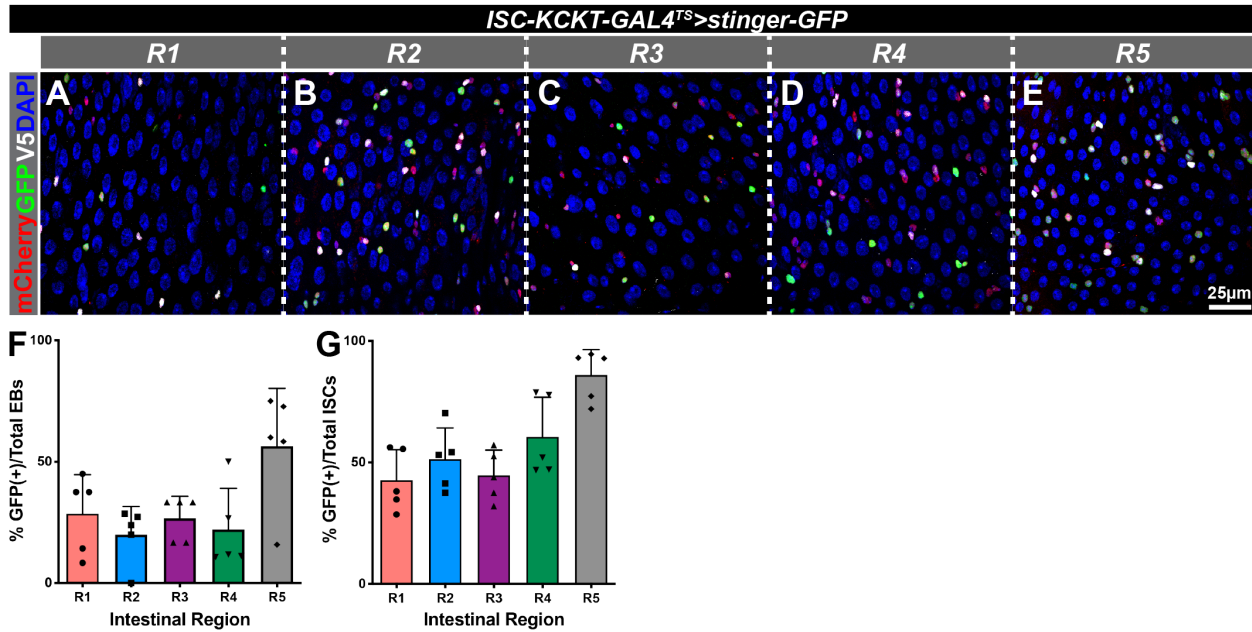 ISC-KCKT-GAL4TS>stinger-GFP
R1 R2 R3 R4 R5
mCherryGFPV5DAPI
A B C D E
25µm
F G
% GFP(+)/Total EBs
100
50
0
R1 R2 R3 R4 R5
Intestinal Region
% GFP(+)/Total ISCs
100
50
0
R1 R2 R3 R4 R5
Intestinal Region